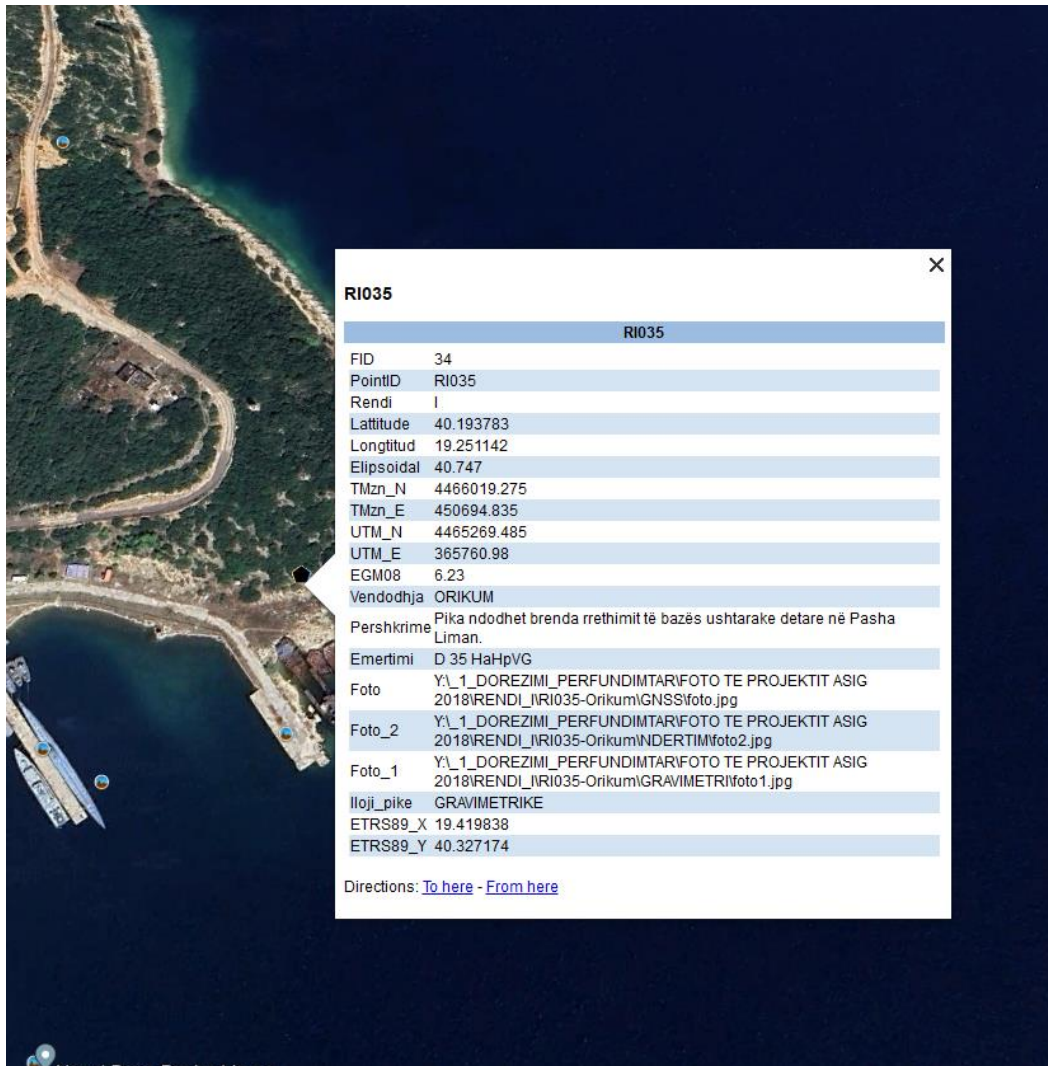 RI035
RI035
FID 34
PointID RI035
Rendi I
Lattitude 40.193783
Longtitud 19.251142
Elipsoidal 40.747
TMzn_N 4466019.275
TMzn_E 450694.835
UTM_N 4465269.485
UTM_E 365760.98
EGM08 6.23
Vendodhja ORIKUM
Pershkrime Pika ndodhet brenda rrethimit të bazës ushtarake detare në Pasha
Liman.
Emertimi D 35 HaHpVG
Foto Y:\_1_DOREZIMI_PERFUNDIMTAR\FOTO TE PROJEKTIT ASIG
2018\RENDI_I\RI035-Orikum\GNSS\foto.jpg
Foto_2 Y:\_1_DOREZIMI_PERFUNDIMTAR\FOTO TE PROJEKTIT ASIG
2018\RENDI_I\RI035-Orikum\NDERTIM\foto2.jpg
Foto_1 Y:\_1_DOREZIMI_PERFUNDIMTAR\FOTO TE PROJEKTIT ASIG
2018\RENDI_I\RI035-Orikum\GRAVIMETRI\foto1.jpg
lloji_pike GRAVIMETRIKE
ETRS89_X 19.419838
ETRS89_Y 40.327174
Directions: To here - From here